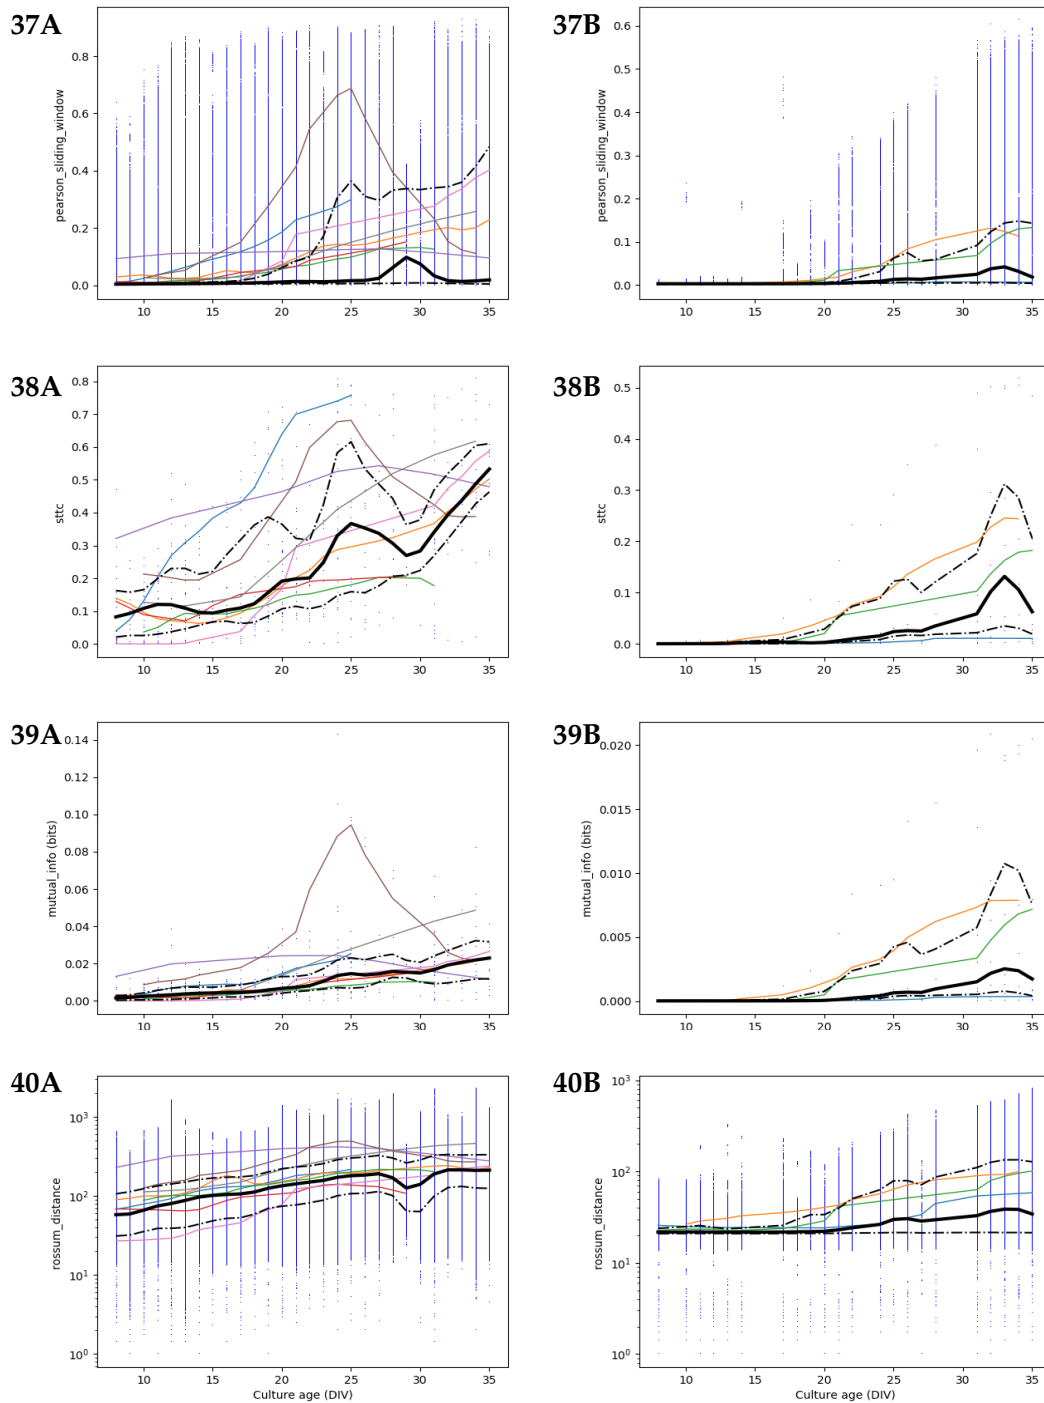 37A
37B
0.8
0.6
0.4
0.2
0.0
pearson_sliding_window
10 15 20 25 30 35
0.6
0.5
0.4
0.3
0.2
0.1
0.0
pearson_sliding_window
10 15 20 25 30 35
38A
38B
0.8
0.7
0.6
0.5
0.4
0.3
0.2
0.1
0.0
sttc
10 15 20 25 30 35
0.5
0.4
0.3
0.2
0.1
0.0
sttc
10 15 20 25 30 35
39A
39B
0.14
0.12
0.10
0.08
0.06
0.04
0.02
0.00
mutual_info (bits)
10 15 20 25 30 35
0.020
0.015
0.010
0.005
0.000
mutual_info (bits)
10 15 20 25 30 35
40A
40B
10³
10²
10¹
10⁰
rossum_distance
10 15 20 25 30 35
Culture age (DIV)
10³
10²
10¹
10⁰
rossum_distance
10 15 20 25 30 35
Culture age (DIV)